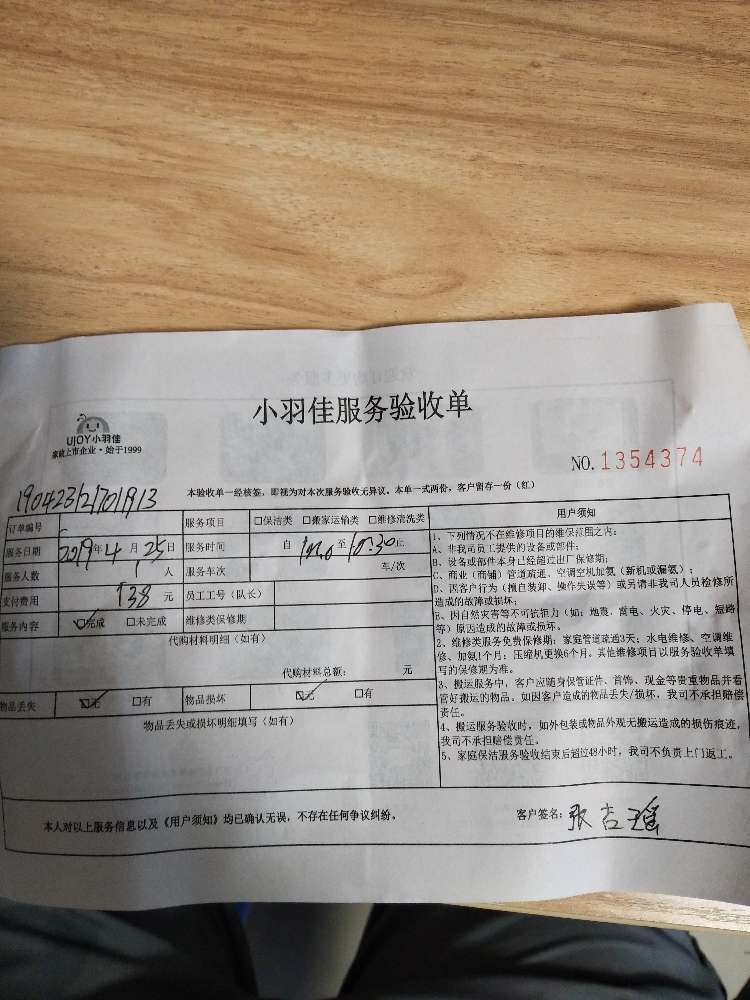 小羽佳服务验收单
UJOY小羽佳
家政上市企业·始于1999
NO. 1354374
本验收单一经核签，即视为对本次服务验收无异议。本单一式两份，客户留存一份（红）
订单编号
服务项目 □保洁类 □搬家运输类 □维修清洗类
服务日期 2019年4月25日 服务时间 自 至 10:30止
服务人数 1人 服务车次 车/次
支付费用 138元 员工工号（队长）
服务内容 ☑完成 □未完成 维修类保修期
代购材料明细（如有）
代购材料总额： 元
物品丢失 ☑无 □有 物品损坏 ☑无 □有
物品丢失或损坏明细填写（如有）
用户须知
1、下列情况不在维修项目的维保范围之内：
A、非我司员工提供的设备或部件；
B、设备或部件本身已经超过出厂保修期；
C、商业（商铺）管道疏通、空调空机加氨（新机或漏氨）；
D、因客户行为（擅自装卸、操作失误等）或另请非我司人员检修所
造成的故障或损坏；
E、因自然灾害等不可抗拒力（如：地震、雷电、火灾、停电、短路
等）原因造成的故障或损坏。
2、维修类服务免费保修期：家庭管道疏通3天；水电维修、空调维
修、加氨1个月；压缩机更换6个月。其他维修项目以服务验收单填
写的保修期为准。
3、搬运服务中，客户应随身保管证件、首饰、现金等贵重物品并看
管好搬运的物品。如因客户造成的物品丢失/损坏，我司不承担赔偿
责任。
4、搬运服务验收时，如外包装或物品外观无搬运造成的损伤痕迹，
我司不承担赔偿责任。
5、家庭保洁服务验收结束后超过48小时，我司不负责上门返工。
本人对以上服务信息以及《用户须知》均已确认无误，不存在任何争议纠纷。
客户签名：张吉瑶